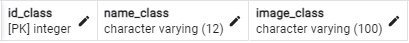 id_class
[PK] integer
name_class
character varying (12)
image_class
character varying (100)